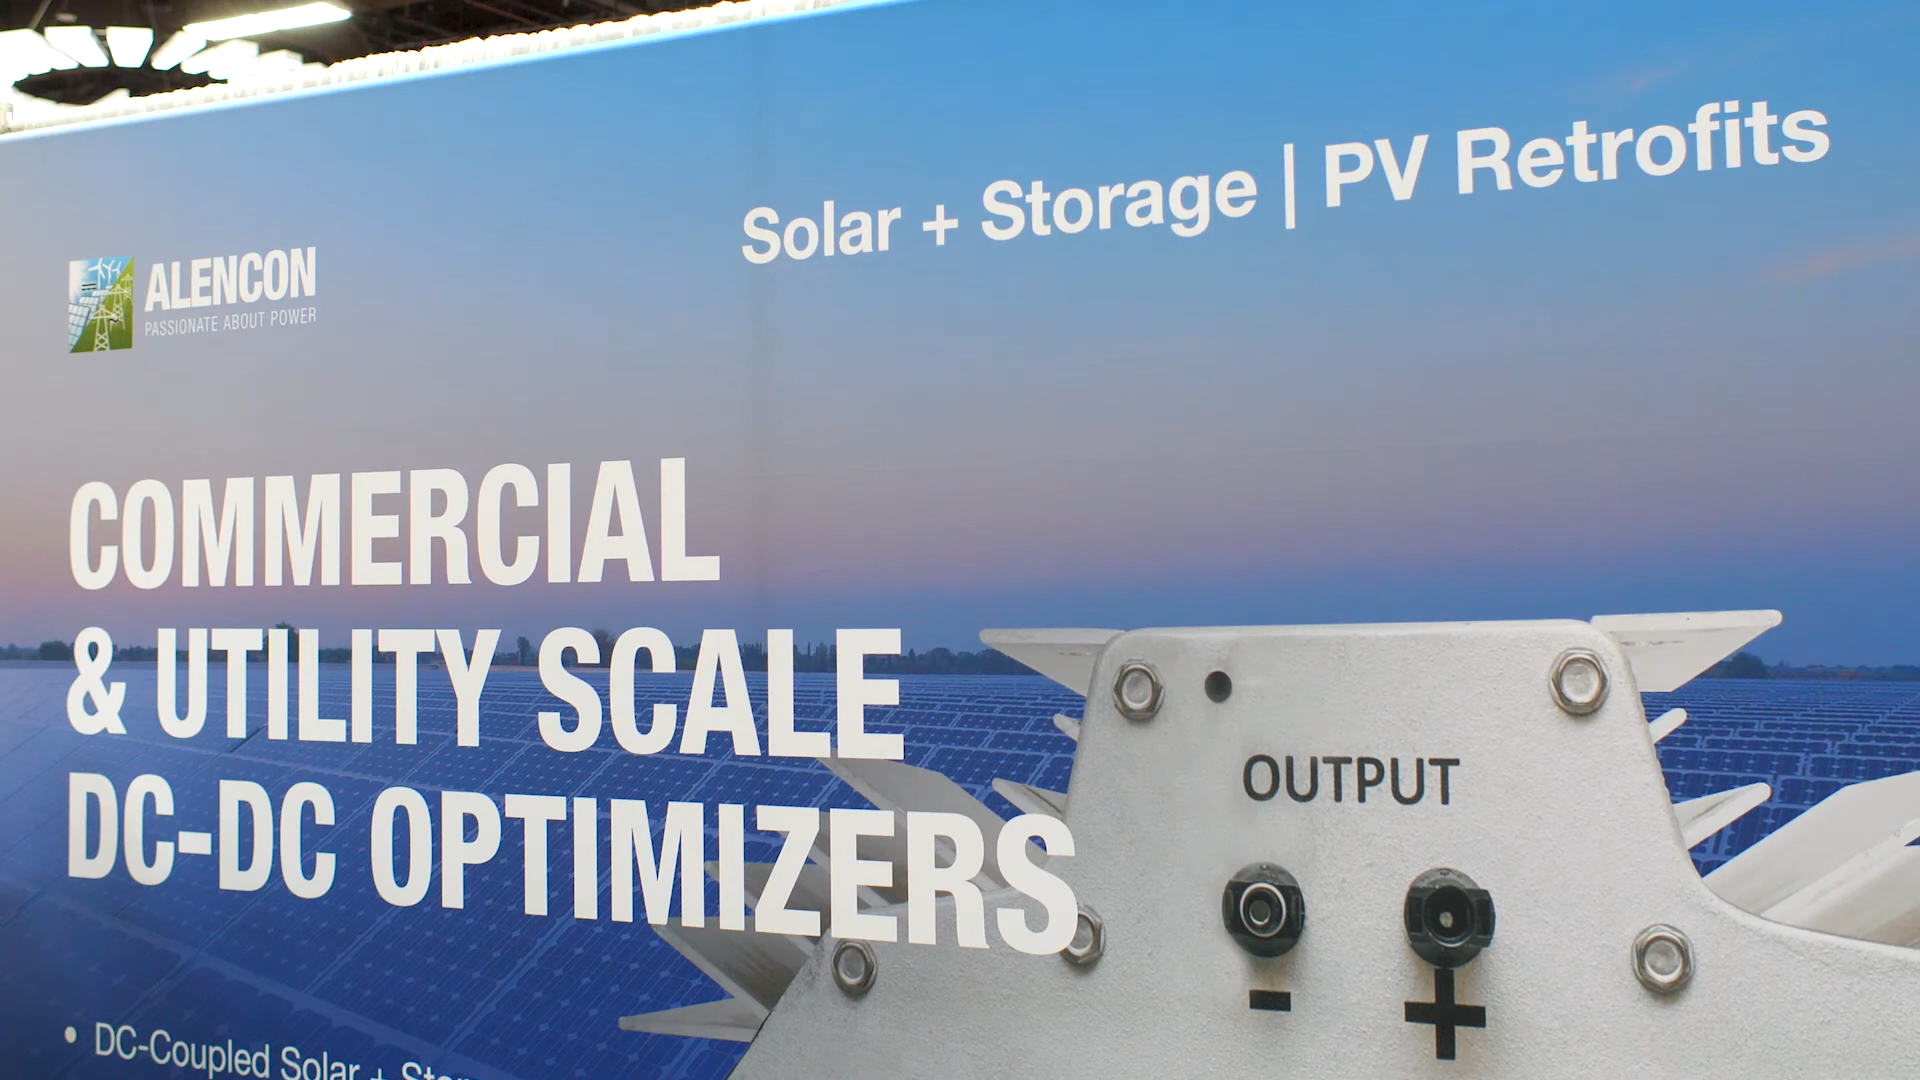 Solar + Storage | PV Retrofits
ALENCON
PASSIONATE ABOUT POWER
COMMERCIAL
& UTILITY SCALE
DC-DC OPTIMIZERS
OUTPUT
- +
• DC-Coupled Solar +